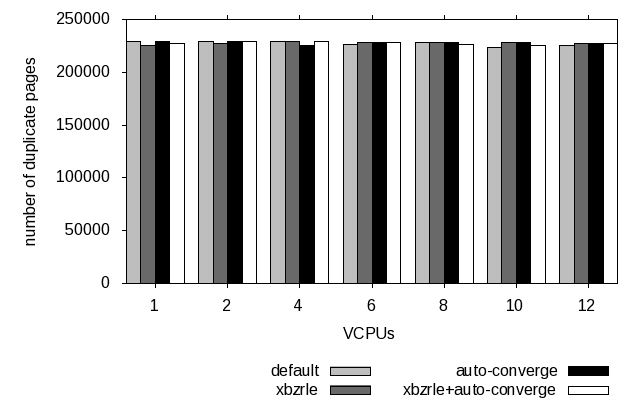 250000
200000
150000
100000
50000
0
number of duplicate pages
1 2 4 6 8 10 12
VCPUs
default auto-converge
xbzrle xbzrle+auto-converge